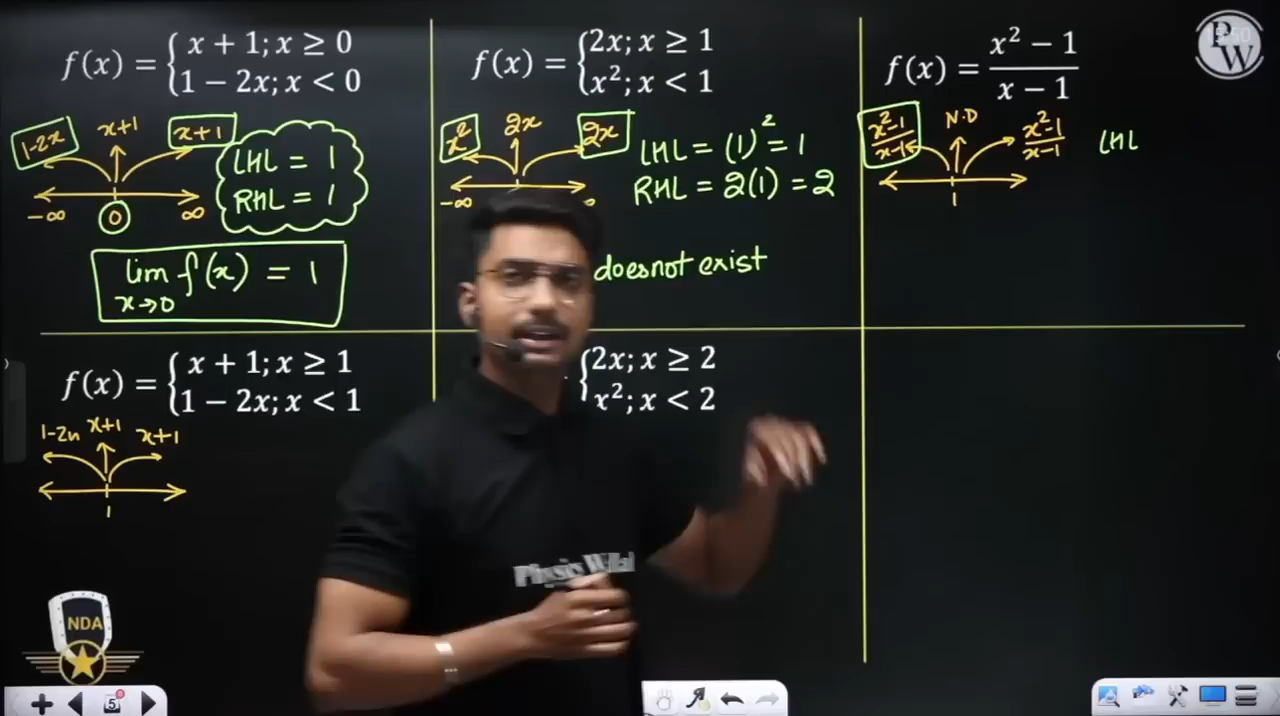 f(x) = { x + 1; x ≥ 0
1 − 2x; x < 0
1-2x x+1 x+1
-∞ 0 ∞
LHL = 1
RHL = 1
lim f(x) = 1
x→0
f(x) = { 2x; x ≥ 1
x²; x < 1
x² 2x 2x
-∞
LHL = (1)² = 1
RHL = 2(1) = 2
doesnot exist
f(x) = x² − 1
x − 1
x²-1 N.D x²-1
x-1 x-1
1
LHL
PW
f(x) = { x + 1; x ≥ 1
1 − 2x; x < 1
1-2x x+1 x+1
1
{ 2x; x ≥ 2
x²; x < 2
NDA
5